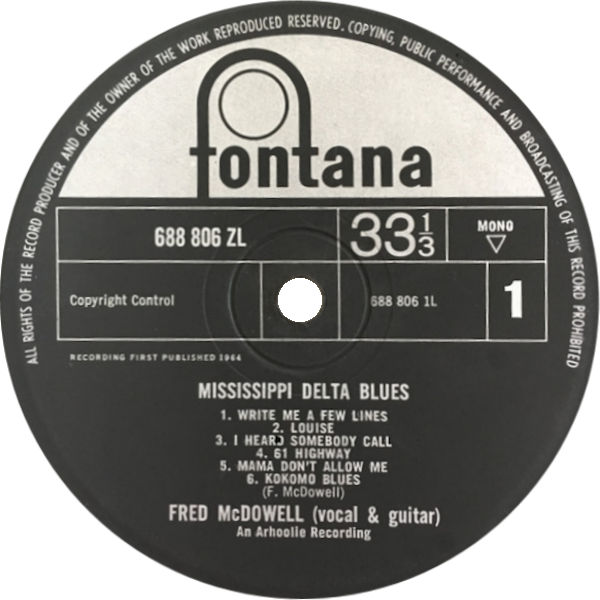 ALL RIGHTS OF THE RECORD PRODUCER AND OF THE OWNER OF THE WORK REPRODUCED RESERVED. COPYING, PUBLIC PERFORMANCE AND BROADCASTING OF THIS RECORD PROHIBITED
fontana
688 806 ZL
33 1/3
MONO
Copyright Control
688 806 1L
1
RECORDING FIRST PUBLISHED 1964
MISSISSIPPI DELTA BLUES
1. WRITE ME A FEW LINES
2. LOUISE
3. I HEARD SOMEBODY CALL
4. 61 HIGHWAY
5. MAMA DON'T ALLOW ME
6. KOKOMO BLUES
(F. McDowell)
FRED McDOWELL (vocal & guitar)
An Arhoolie Recording